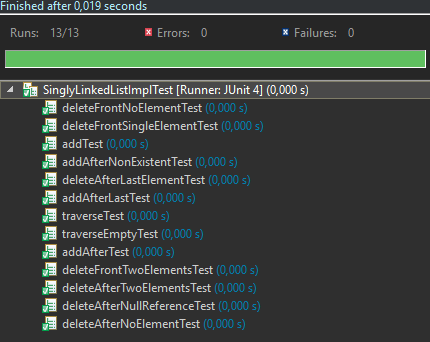 Finished after 0,019 seconds
Runs: 13/13 Errors: 0 Failures: 0
SinglyLinkedListImplTest [Runner: JUnit 4] (0,000 s)
deleteFrontNoElementTest (0,000 s)
deleteFrontSingleElementTest (0,000 s)
addTest (0,000 s)
addAfterNonExistentTest (0,000 s)
deleteAfterLastElementTest (0,000 s)
addAfterLastTest (0,000 s)
traverseTest (0,000 s)
traverseEmptyTest (0,000 s)
addAfterTest (0,000 s)
deleteFrontTwoElementsTest (0,000 s)
deleteAfterTwoElementsTest (0,000 s)
deleteAfterNullReferenceTest (0,000 s)
deleteAfterNoElementTest (0,000 s)